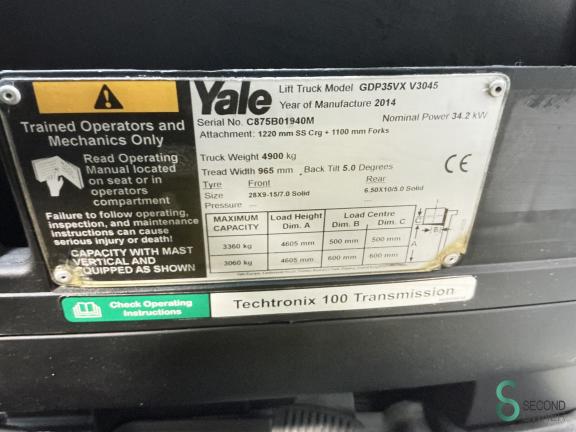 Trained Operators and
Mechanics Only
Read Operating
Manual located
on seat or in
operators
compartment
Failure to follow operating,
inspection, and maintenance
instructions can cause
serious injury or death!
CAPACITY WITH MAST
VERTICAL AND
EQUIPPED AS SHOWN
Yale
Lift Truck Model GDP35VX V3045
Year of Manufacture 2014
Serial No. C875B01940M
Nominal Power 34.2 kW
Attachment: 1220 mm SS Crg + 1100 mm Forks
Truck Weight 4900 kg
Tread Width 965 mm Back Tilt 5.0 Degrees
Tyre Front Rear
Size 28X9-15/7.0 Solid 6.50X10/5.0 Solid
Pressure — —
CE
MAXIMUM CAPACITY Load Height Dim. A Load Centre Dim. B Dim. C
3360 kg 4605 mm 500 mm 500 mm
3060 kg 4605 mm 600 mm 600 mm
A
B
Check Operating
Instructions
Techtronix 100 Transmission
SECOND